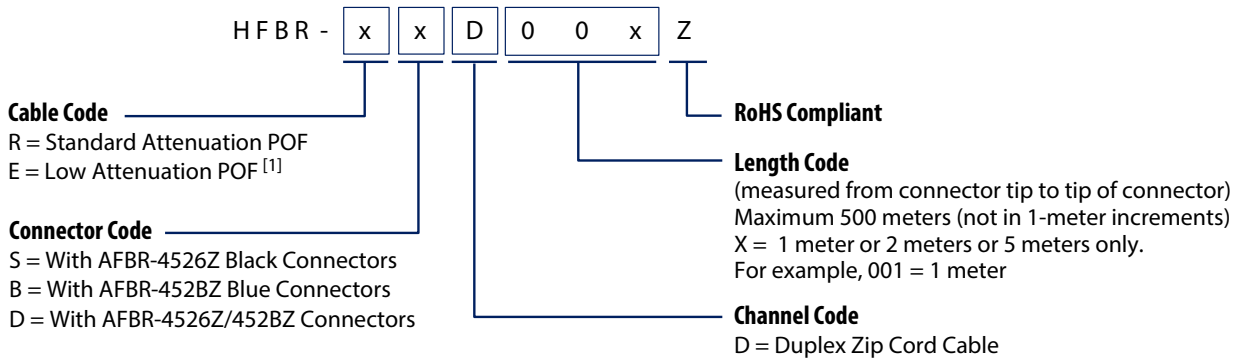 HFBR - x x D 0 0 x Z
Cable Code
R = Standard Attenuation POF
E = Low Attenuation POF [1]
Connector Code
S = With AFBR-4526Z Black Connectors
B = With AFBR-452BZ Blue Connectors
D = With AFBR-4526Z/452BZ Connectors
RoHS Compliant
Length Code
(measured from connector tip to tip of connector)
Maximum 500 meters (not in 1-meter increments)
X = 1 meter or 2 meters or 5 meters only.
For example, 001 = 1 meter
Channel Code
D = Duplex Zip Cord Cable